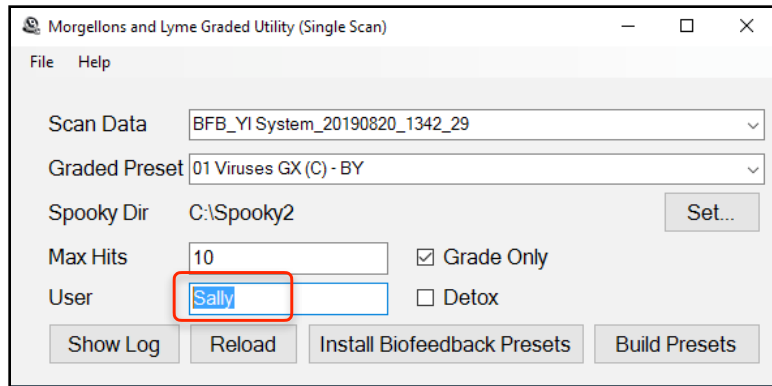 Morgellons and Lyme Graded Utility (Single Scan)
File Help
Scan Data BFB_YI System_20190820_1342_29
Graded Preset 01 Viruses GX (C) - BY
Spooky Dir C:\Spooky2 Set...
Max Hits 10 Grade Only
User Sally Detox
Show Log Reload Install Biofeedback Presets Build Presets